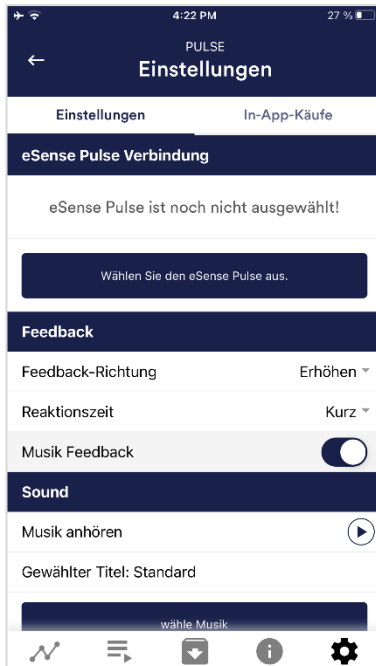 4:22 PM 27 %
PULSE
Einstellungen
Einstellungen In-App-Käufe
eSense Pulse Verbindung
eSense Pulse ist noch nicht ausgewählt!
Wählen Sie den eSense Pulse aus.
Feedback
Feedback-Richtung Erhöhen
Reaktionszeit Kurz
Musik Feedback
Sound
Musik anhören
Gewählter Titel: Standard
wähle Musik